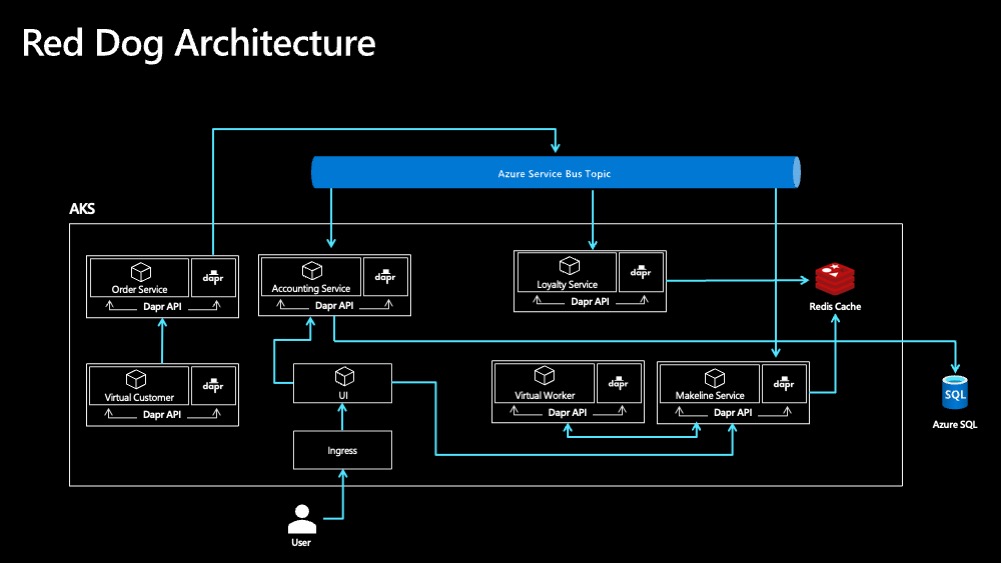 Red Dog Architecture
Azure Service Bus Topic
AKS
Order Service
dapr
Dapr API
Accounting Service
dapr
Dapr API
Loyalty Service
dapr
Dapr API
Redis Cache
Virtual Customer
dapr
Dapr API
UI
Virtual Worker
dapr
Dapr API
Makeline Service
dapr
Dapr API
SQL
Azure SQL
Ingress
User